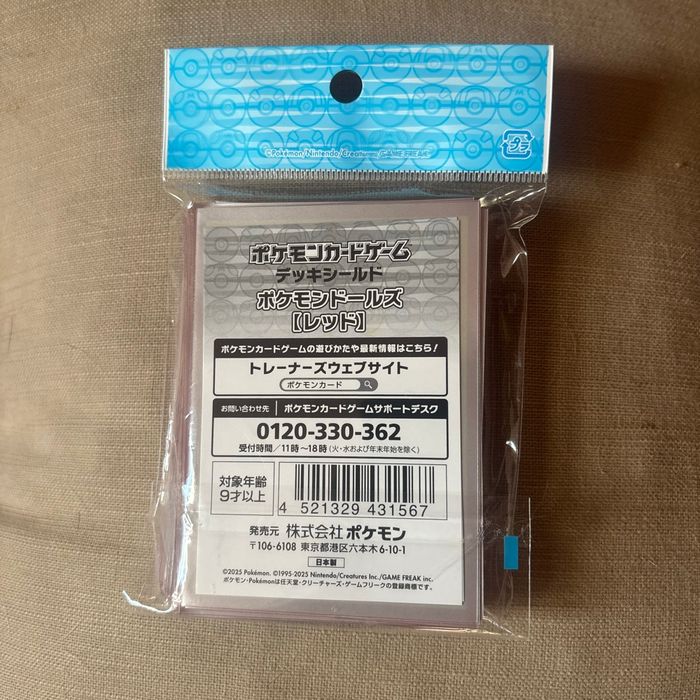 ©Pokémon/Nintendo/Creatures/GAME FREAK
プラ
ポケモンカードゲーム
デッキシールド
ポケモンドールズ
【レッド】
ポケモンカードゲームの遊びかたや最新情報はこちら!
トレーナーズウェブサイト
ポケモンカード
お問い合わせ先 ポケモンカードゲームサポートデスク
0120-330-362
受付時間/11時~18時(火・水および年末年始を除く)
対象年齢
9才以上
4 521329 431567
発売元 株式会社ポケモン
〒106-6108 東京都港区六本木6-10-1
日本製
©2025 Pokémon. ©1995-2025 Nintendo/Creatures Inc./GAME FREAK inc.
ポケモン・Pokémonは任天堂・クリーチャーズ・ゲームフリークの登録商標です。